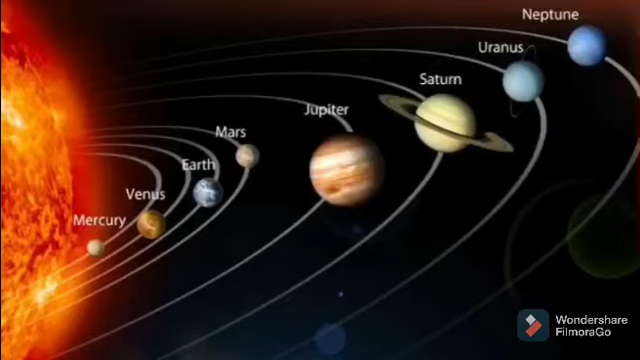 Neptune
Uranus
Saturn
Jupiter
Mars
Earth
Venus
Mercury
Wondershare
FilmoraGo